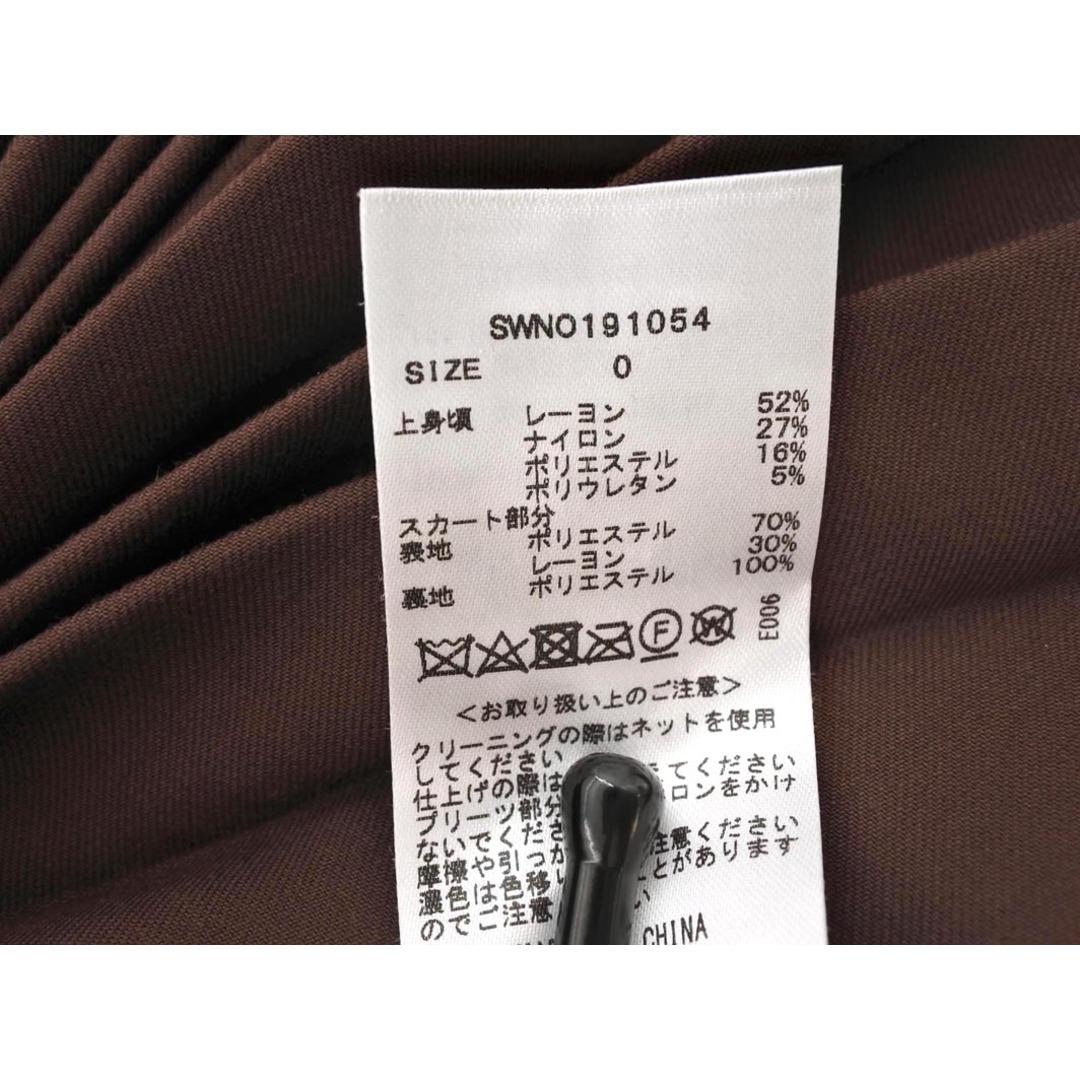 SWNO191054
SIZE 0
上身頃 レーヨン 52%
ナイロン 27%
ポリエステル 16%
ポリウレタン 5%
スカート部分
表地 ポリエステル 70%
レーヨン 30%
裏地 ポリエステル 100%
F W E006
<お取り扱い上のご注意>
クリーニングの際はネットを使用
してください
仕上げの際は てください
プリーツ部分 ロンをかけ
ないでくださ
摩擦や引っか 注意ください
濃色は色移 とがあります
のでご注意 い
CHINA